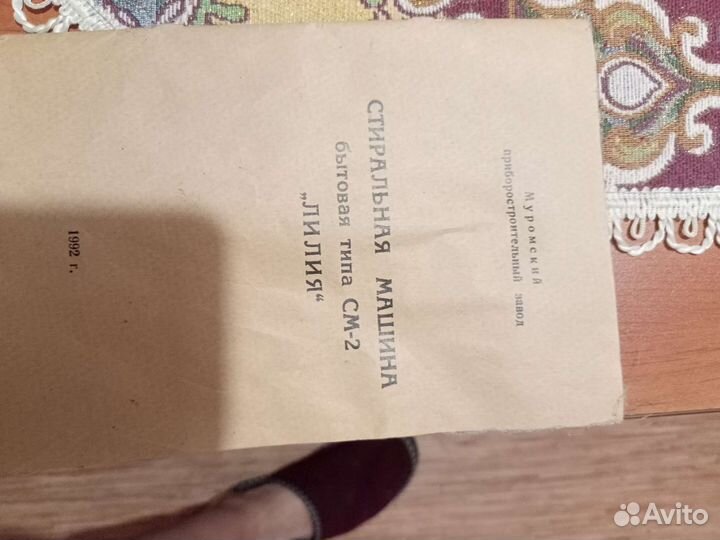 Муромский
приборостроительный завод
СТИРАЛЬНАЯ МАШИНА
бытовая типа СМ-2
„ЛИЛИЯ“
1992 г.
Avito